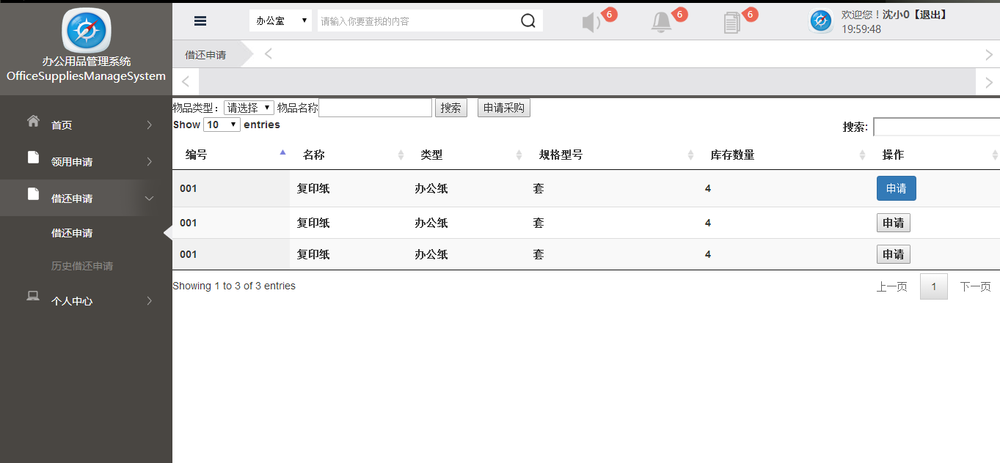 办公用品管理系统
OfficeSuppliesManageSystem
首页
领用申请
借还申请
借还申请
历史借还申请
个人中心
办公室 请输入你要查找的内容 6 6 6 欢迎您！沈小0【退出】
19:59:48
借还申请
物品类型： 请选择 物品名称 搜索 申请采购
Show 10 entries 搜索:
编号 名称 类型 规格型号 库存数量 操作
001 复印纸 办公纸 套 4 申请
001 复印纸 办公纸 套 4 申请
001 复印纸 办公纸 套 4 申请
Showing 1 to 3 of 3 entries 上一页 1 下一页